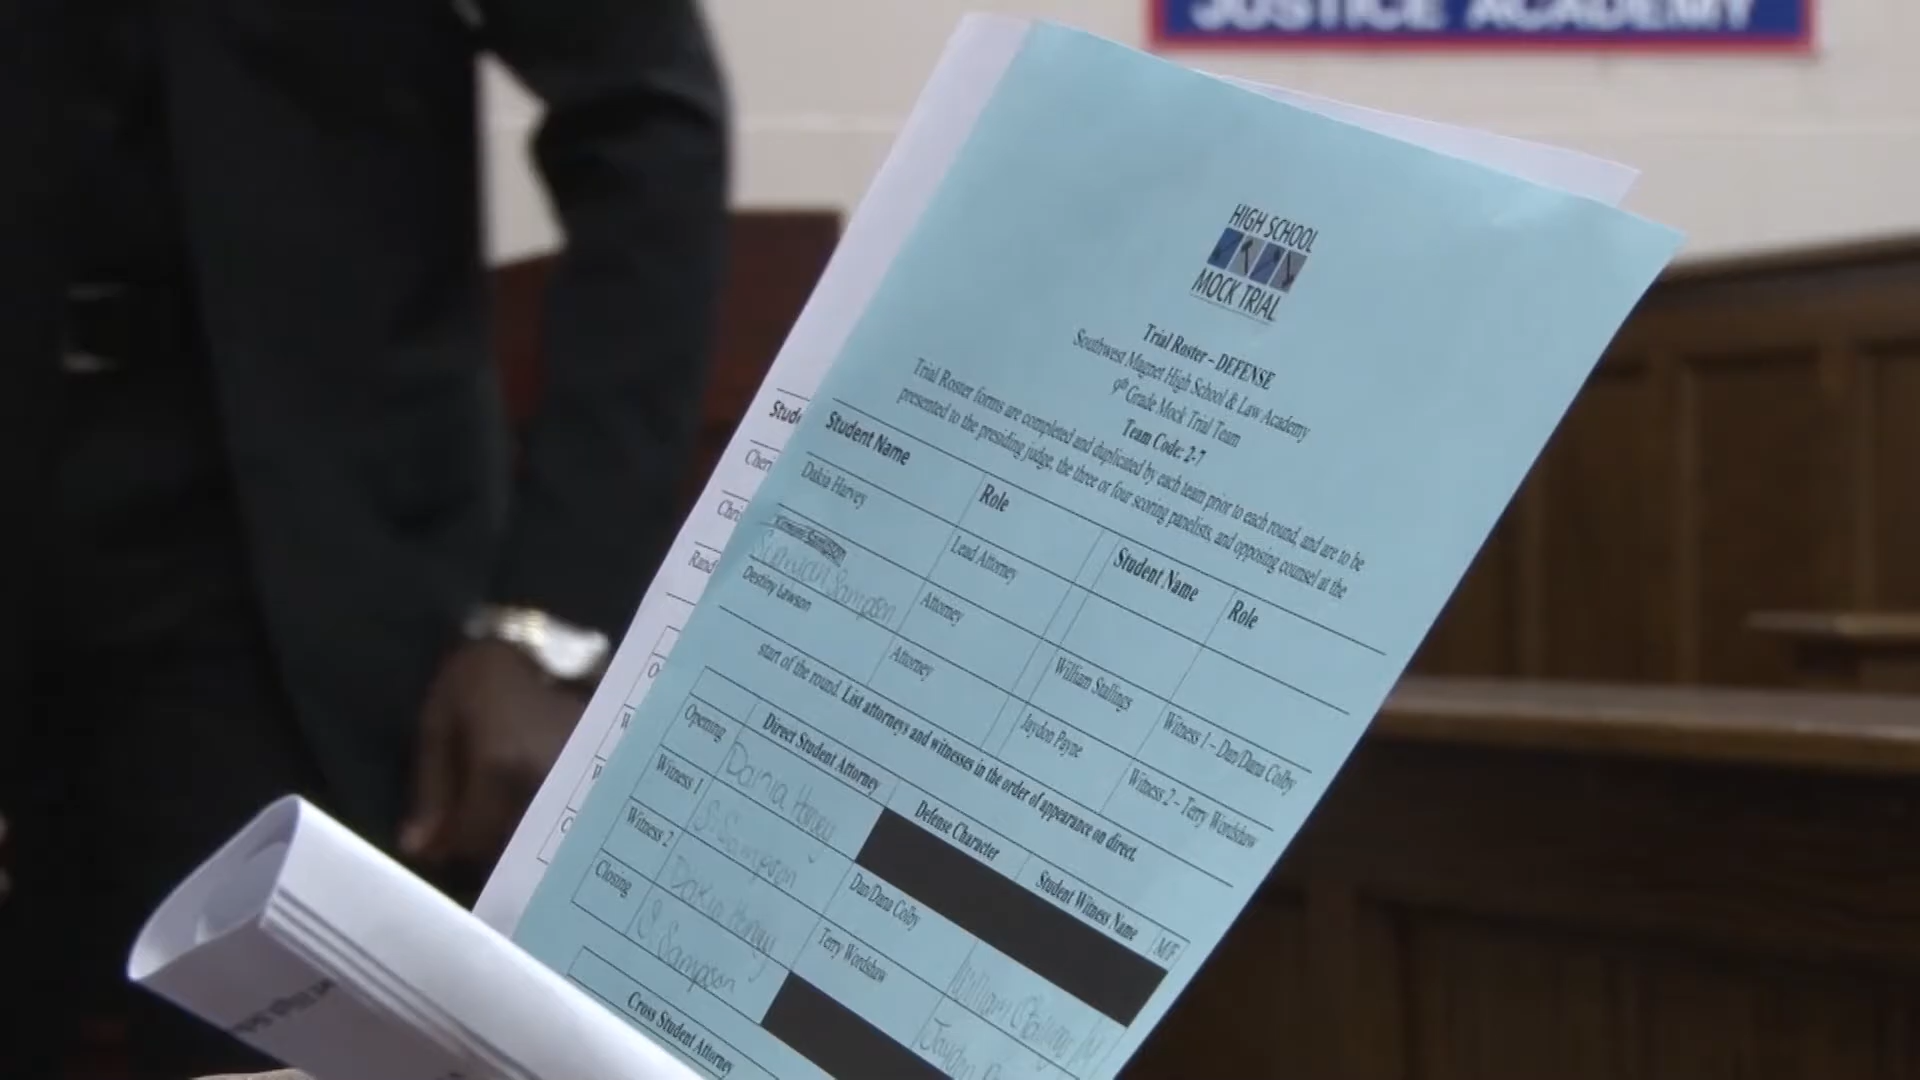 JUSTICE ACADEMY
HIGH SCHOOL
MOCK TRIAL
Trial Roster – DEFENSE
Southwest Magnet High School & Law Academy
9th Grade Mock Trial Team
Team Code: 2-7
Trial Roster forms are completed and duplicated by each team prior to each round, and are to be
presented to the presiding judge, the three or four scoring panelists, and opposing counsel at the
Student Name Role Student Name Role
Dakia Harvey Lead Attorney
Sampson Attorney William Stallings Witness 1 – Dan/Dana Colby
Sampson
Destiny Lawson Attorney Jaydon Payne Witness 2 – Terry Wordshaw
start of the round. List attorneys and witnesses in the order of appearance on direct.
Direct Student Attorney Defense Character Student Witness Name M/F
Opening Dakia Harvey
Witness 1 S. Sampson Dan/Dana Colby William
Witness 2 Dakia Harvey Terry Wordshaw Jaydon
Closing S. Sampson
Cross Student Attorney
Stude
Cheri
Chri
Rand